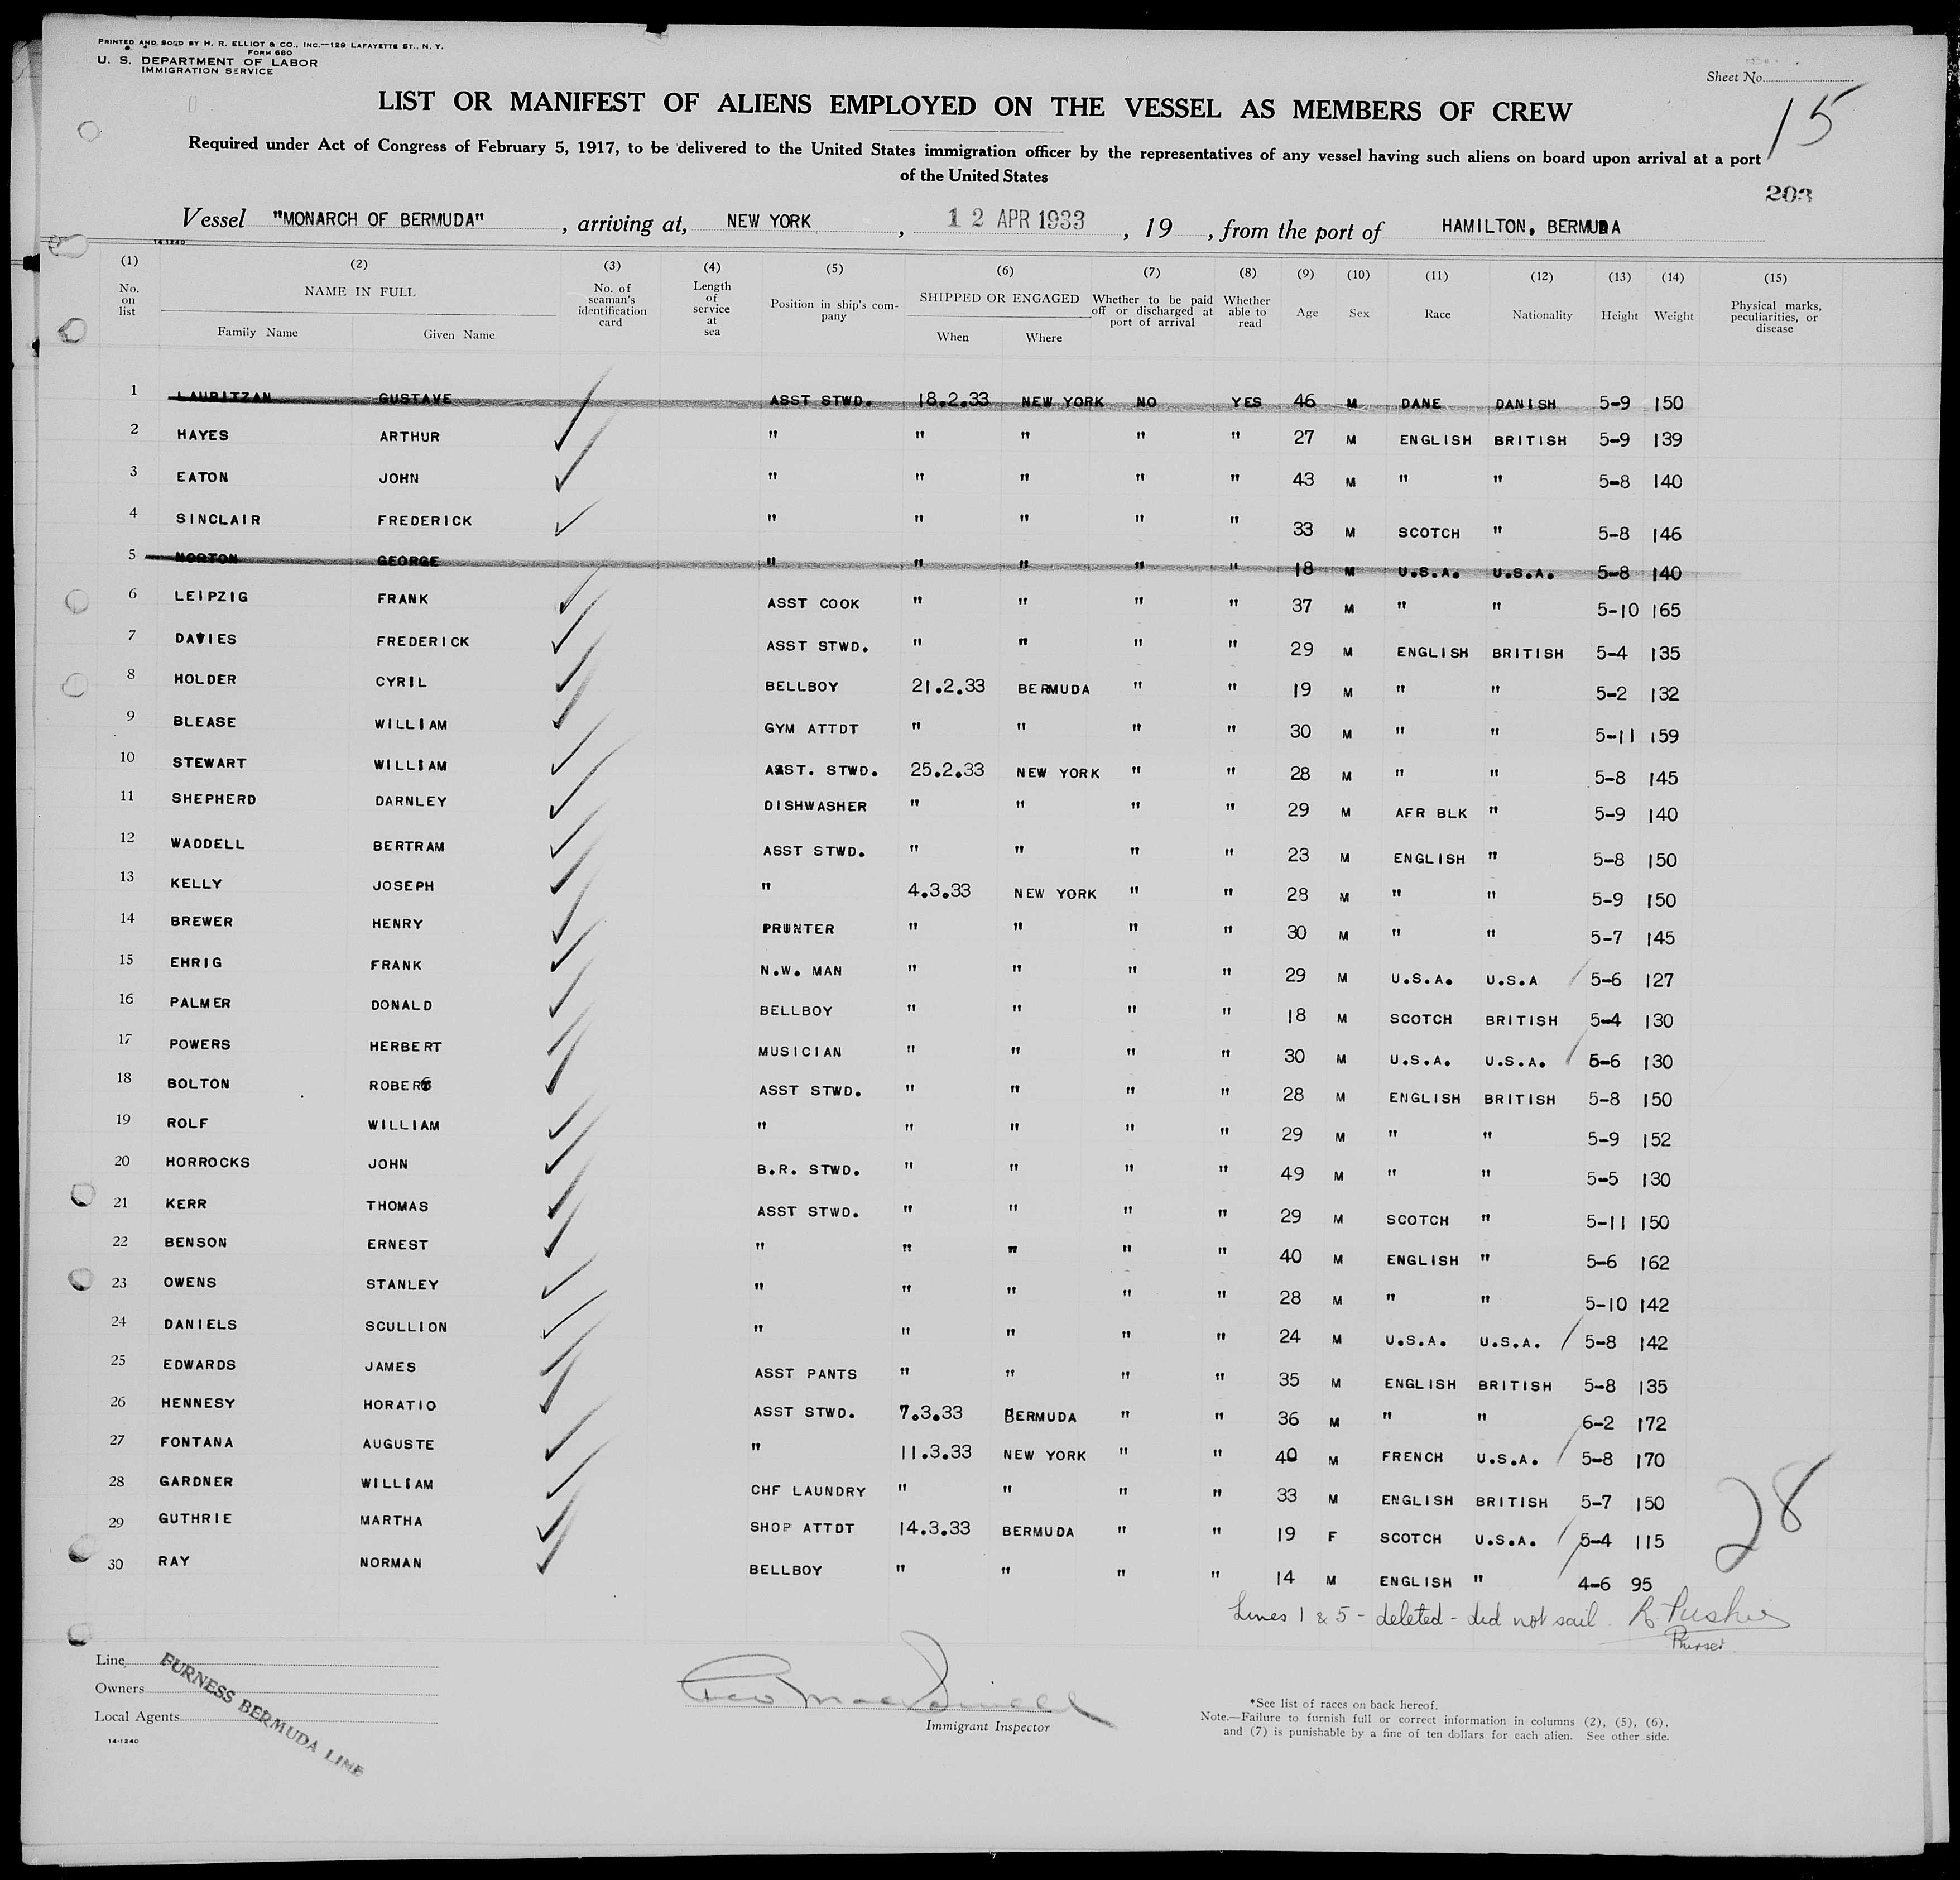 PRINTED AND SOLD BY H. R. ELLIOT & CO., INC.—129 LAFAYETTE ST., N. Y.
FORM 680
U. S. DEPARTMENT OF LABOR
IMMIGRATION SERVICE
Sheet No.
15
LIST OR MANIFEST OF ALIENS EMPLOYED ON THE VESSEL AS MEMBERS OF CREW
Required under Act of Congress of February 5, 1917, to be delivered to the United States immigration officer by the representatives of any vessel having such aliens on board upon arrival at a port
of the United States
203
Vessel "MONARCH OF BERMUDA", arriving at, NEW YORK, 12 APR 1933, 19, from the port of HAMILTON, BERMUDA
14-1240
(1) (2) (3) (4) (5) (6) (7) (8) (9) (10) (11) (12) (13) (14) (15)
No. on list NAME IN FULL Family Name Given Name No. of seaman's identification card Length of service at sea Position in ship's company SHIPPED OR ENGAGED When Where Whether to be paid off or discharged at port of arrival Whether able to read Age Sex Race Nationality Height Weight Physical marks, peculiarities, or disease
1 LAURITZAN GUSTAVE ASST STWD. 18.2.33 NEW YORK NO YES 46 M DANE DANISH 5-9 150
2 HAYES ARTHUR " " " " " 27 M ENGLISH BRITISH 5-9 139
3 EATON JOHN " " " " " 43 M " " 5-8 140
4 SINCLAIR FREDERICK " " " " " 33 M SCOTCH " 5-8 146
5 NORTON GEORGE " " " " " 18 M U.S.A. U.S.A. 5-8 140
6 LEIPZIG FRANK ASST COOK " " " " 37 M " " 5-10 165
7 DAVIES FREDERICK ASST STWD. " " " " 29 M ENGLISH BRITISH 5-4 135
8 HOLDER CYRIL BELLBOY 21.2.33 BERMUDA " " 19 M " " 5-2 132
9 BLEASE WILLIAM GYM ATTDT " " " " 30 M " " 5-11 159
10 STEWART WILLIAM ASST. STWD. 25.2.33 NEW YORK " " 28 M " " 5-8 145
11 SHEPHERD DARNLEY DISHWASHER " " " " 29 M AFR BLK " 5-9 140
12 WADDELL BERTRAM ASST STWD. " " " " 23 M ENGLISH " 5-8 150
13 KELLY JOSEPH " 4.3.33 NEW YORK " " 28 M " " 5-9 150
14 BREWER HENRY PRUNTER " " " " 30 M " " 5-7 145
15 EHRIG FRANK N.W. MAN " " " " 29 M U.S.A. U.S.A 5-6 127
16 PALMER DONALD BELLBOY " " " " 18 M SCOTCH BRITISH 5-4 130
17 POWERS HERBERT MUSICIAN " " " " 30 M U.S.A. U.S.A. 5-6 130
18 BOLTON ROBERT ASST STWD. " " " " 28 M ENGLISH BRITISH 5-8 150
19 ROLF WILLIAM " " " " " 29 M " " 5-9 152
20 HORROCKS JOHN B.R. STWD. " " " " 49 M " " 5-5 130
21 KERR THOMAS ASST STWD. " " " " 29 M SCOTCH " 5-11 150
22 BENSON ERNEST " " " " " 40 M ENGLISH " 5-6 162
23 OWENS STANLEY " " " " " 28 M " " 5-10 142
24 DANIELS SCULLION " " " " " 24 M U.S.A. U.S.A. 5-8 142
25 EDWARDS JAMES ASST PANTS " " " " 35 M ENGLISH BRITISH 5-8 135
26 HENNESY HORATIO ASST STWD. 7.3.33 BERMUDA " " 36 M " " 6-2 172
27 FONTANA AUGUSTE " 11.3.33 NEW YORK " " 40 M FRENCH U.S.A. 5-8 170
28 GARDNER WILLIAM CHF LAUNDRY " " " " 33 M ENGLISH BRITISH 5-7 150
29 GUTHRIE MARTHA SHOP ATTDT 14.3.33 BERMUDA " " 19 F SCOTCH U.S.A. 5-4 115
30 RAY NORMAN BELLBOY " " " " 14 M ENGLISH " 4-6 95
28
Lines 1 & 5 - deleted - did not sail.
Purser
Line
Owners
Local Agents
FURNESS BERMUDA LINE
14-1240
Immigrant Inspector
*See list of races on back hereof.
Note.—Failure to furnish full or correct information in columns (2), (5), (6),
and (7) is punishable by a fine of ten dollars for each alien. See other side.